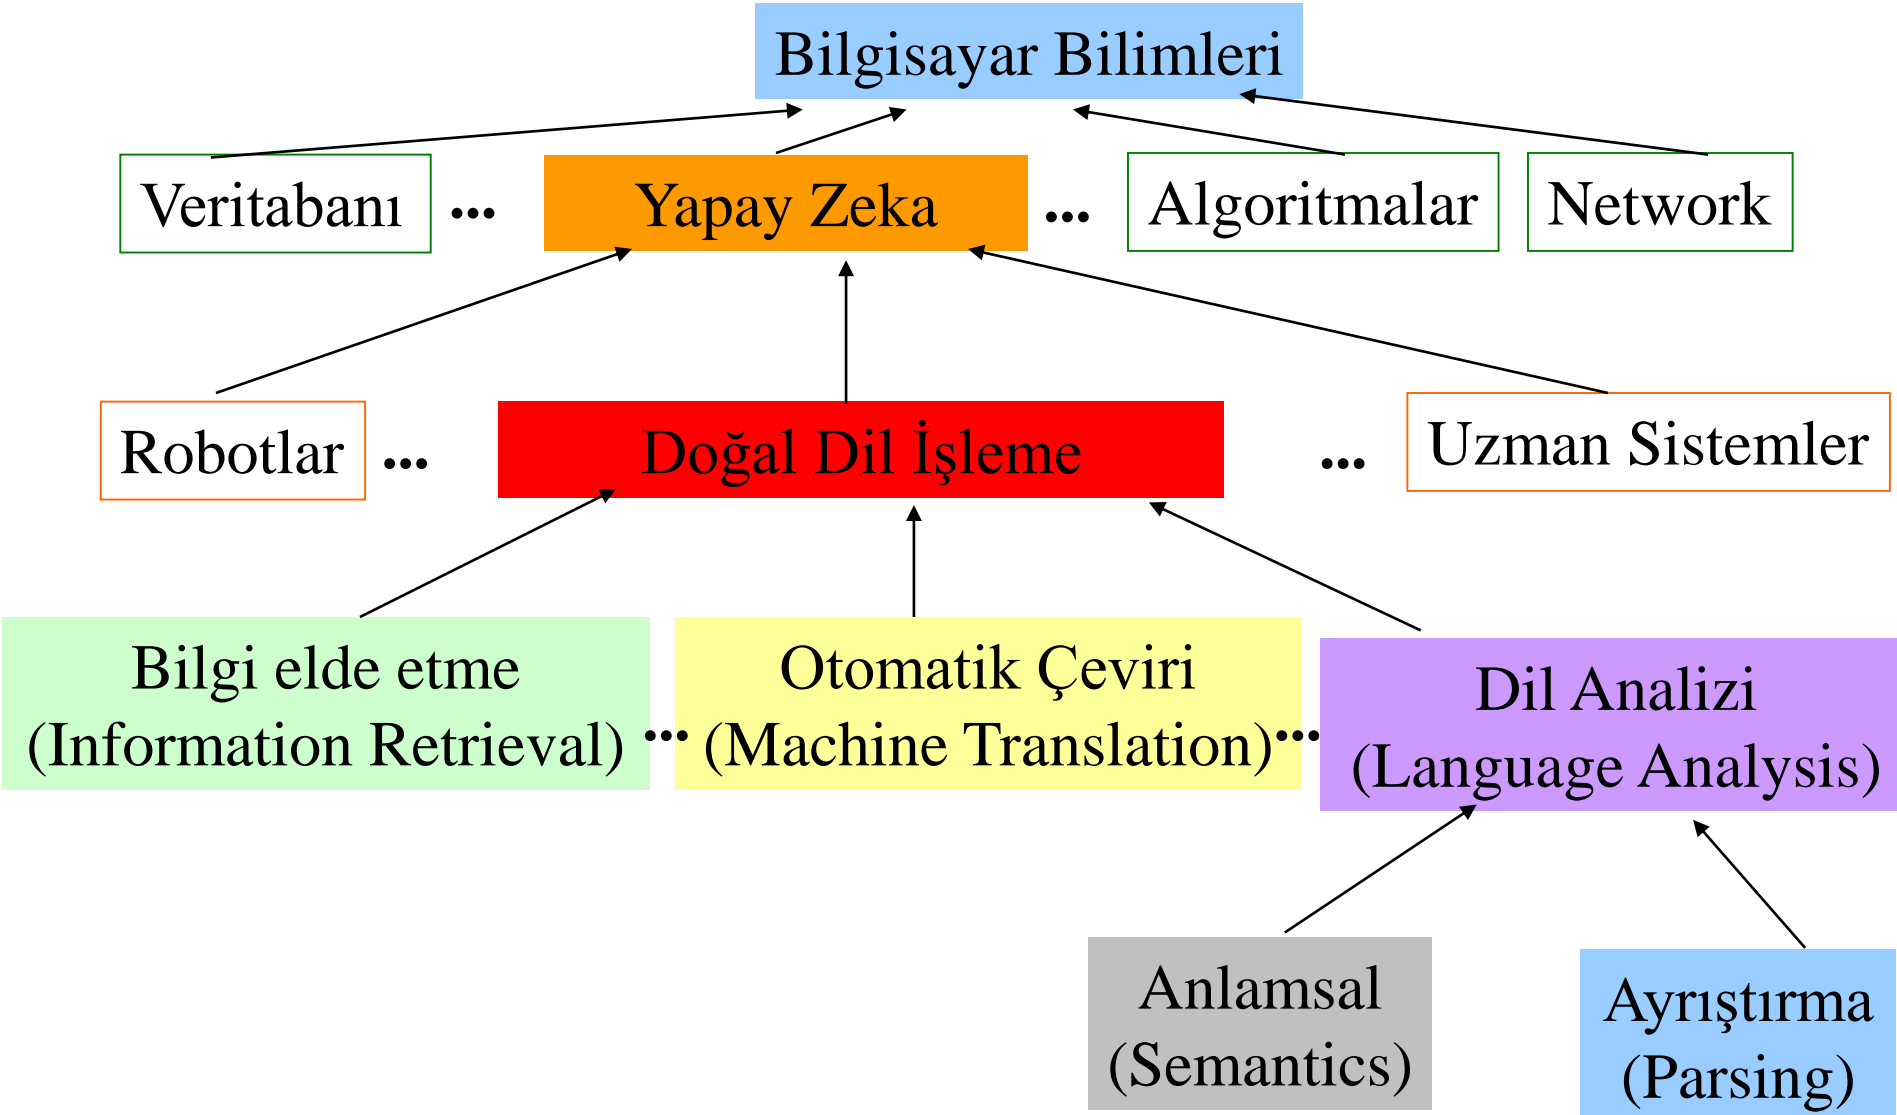 Bilgisayar Bilimleri
Veritabanı ... Yapay Zeka ... Algoritmalar Network
Robotlar ... Doğal Dil İşleme ... Uzman Sistemler
Bilgi elde etme
(Information Retrieval)
...
Otomatik Çeviri
(Machine Translation)
...
Dil Analizi
(Language Analysis)
Anlamsal
(Semantics)
Ayrıştırma
(Parsing)